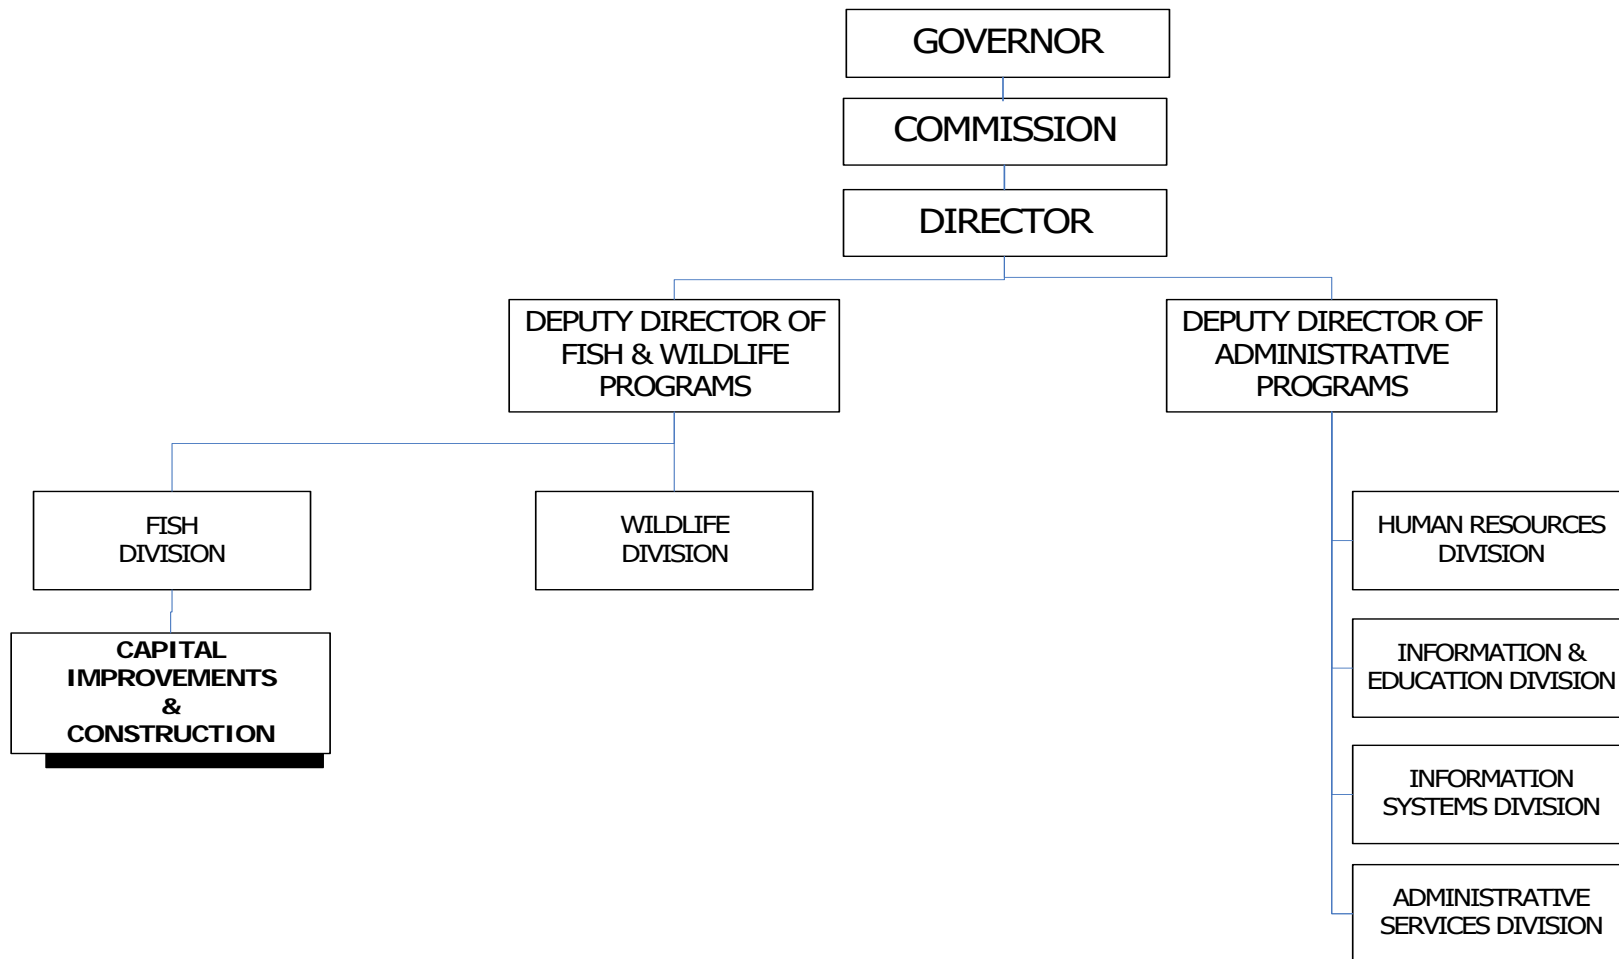 GOVERNOR
COMMISSION
DIRECTOR
DEPUTY DIRECTOR OF
FISH & WILDLIFE
PROGRAMS
DEPUTY DIRECTOR OF
ADMINISTRATIVE
PROGRAMS
FISH
DIVISION
WILDLIFE
DIVISION
HUMAN RESOURCES
DIVISION
CAPITAL
IMPROVEMENTS
&
CONSTRUCTION
INFORMATION &
EDUCATION DIVISION
INFORMATION
SYSTEMS DIVISION
ADMINISTRATIVE
SERVICES DIVISION